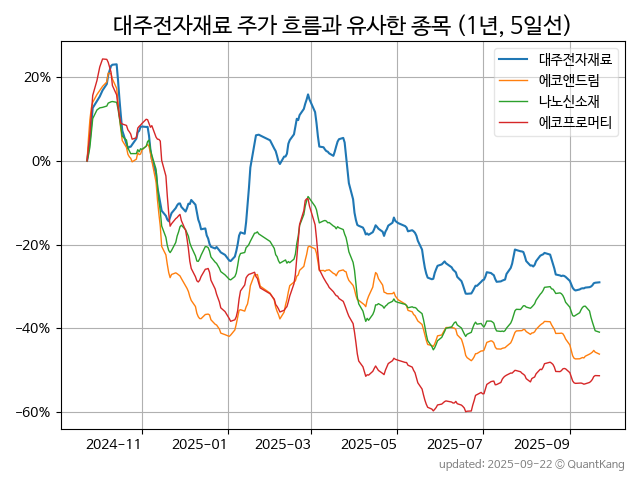 대주전자재료 주가 흐름과 유사한 종목 (1년, 5일선)
대주전자재료
에코앤드림
나노신소재
에코프로머티
20%
0%
−20%
−40%
−60%
2024-11
2025-01
2025-03
2025-05
2025-07
2025-09
updated: 2025-09-22 © QuantKang